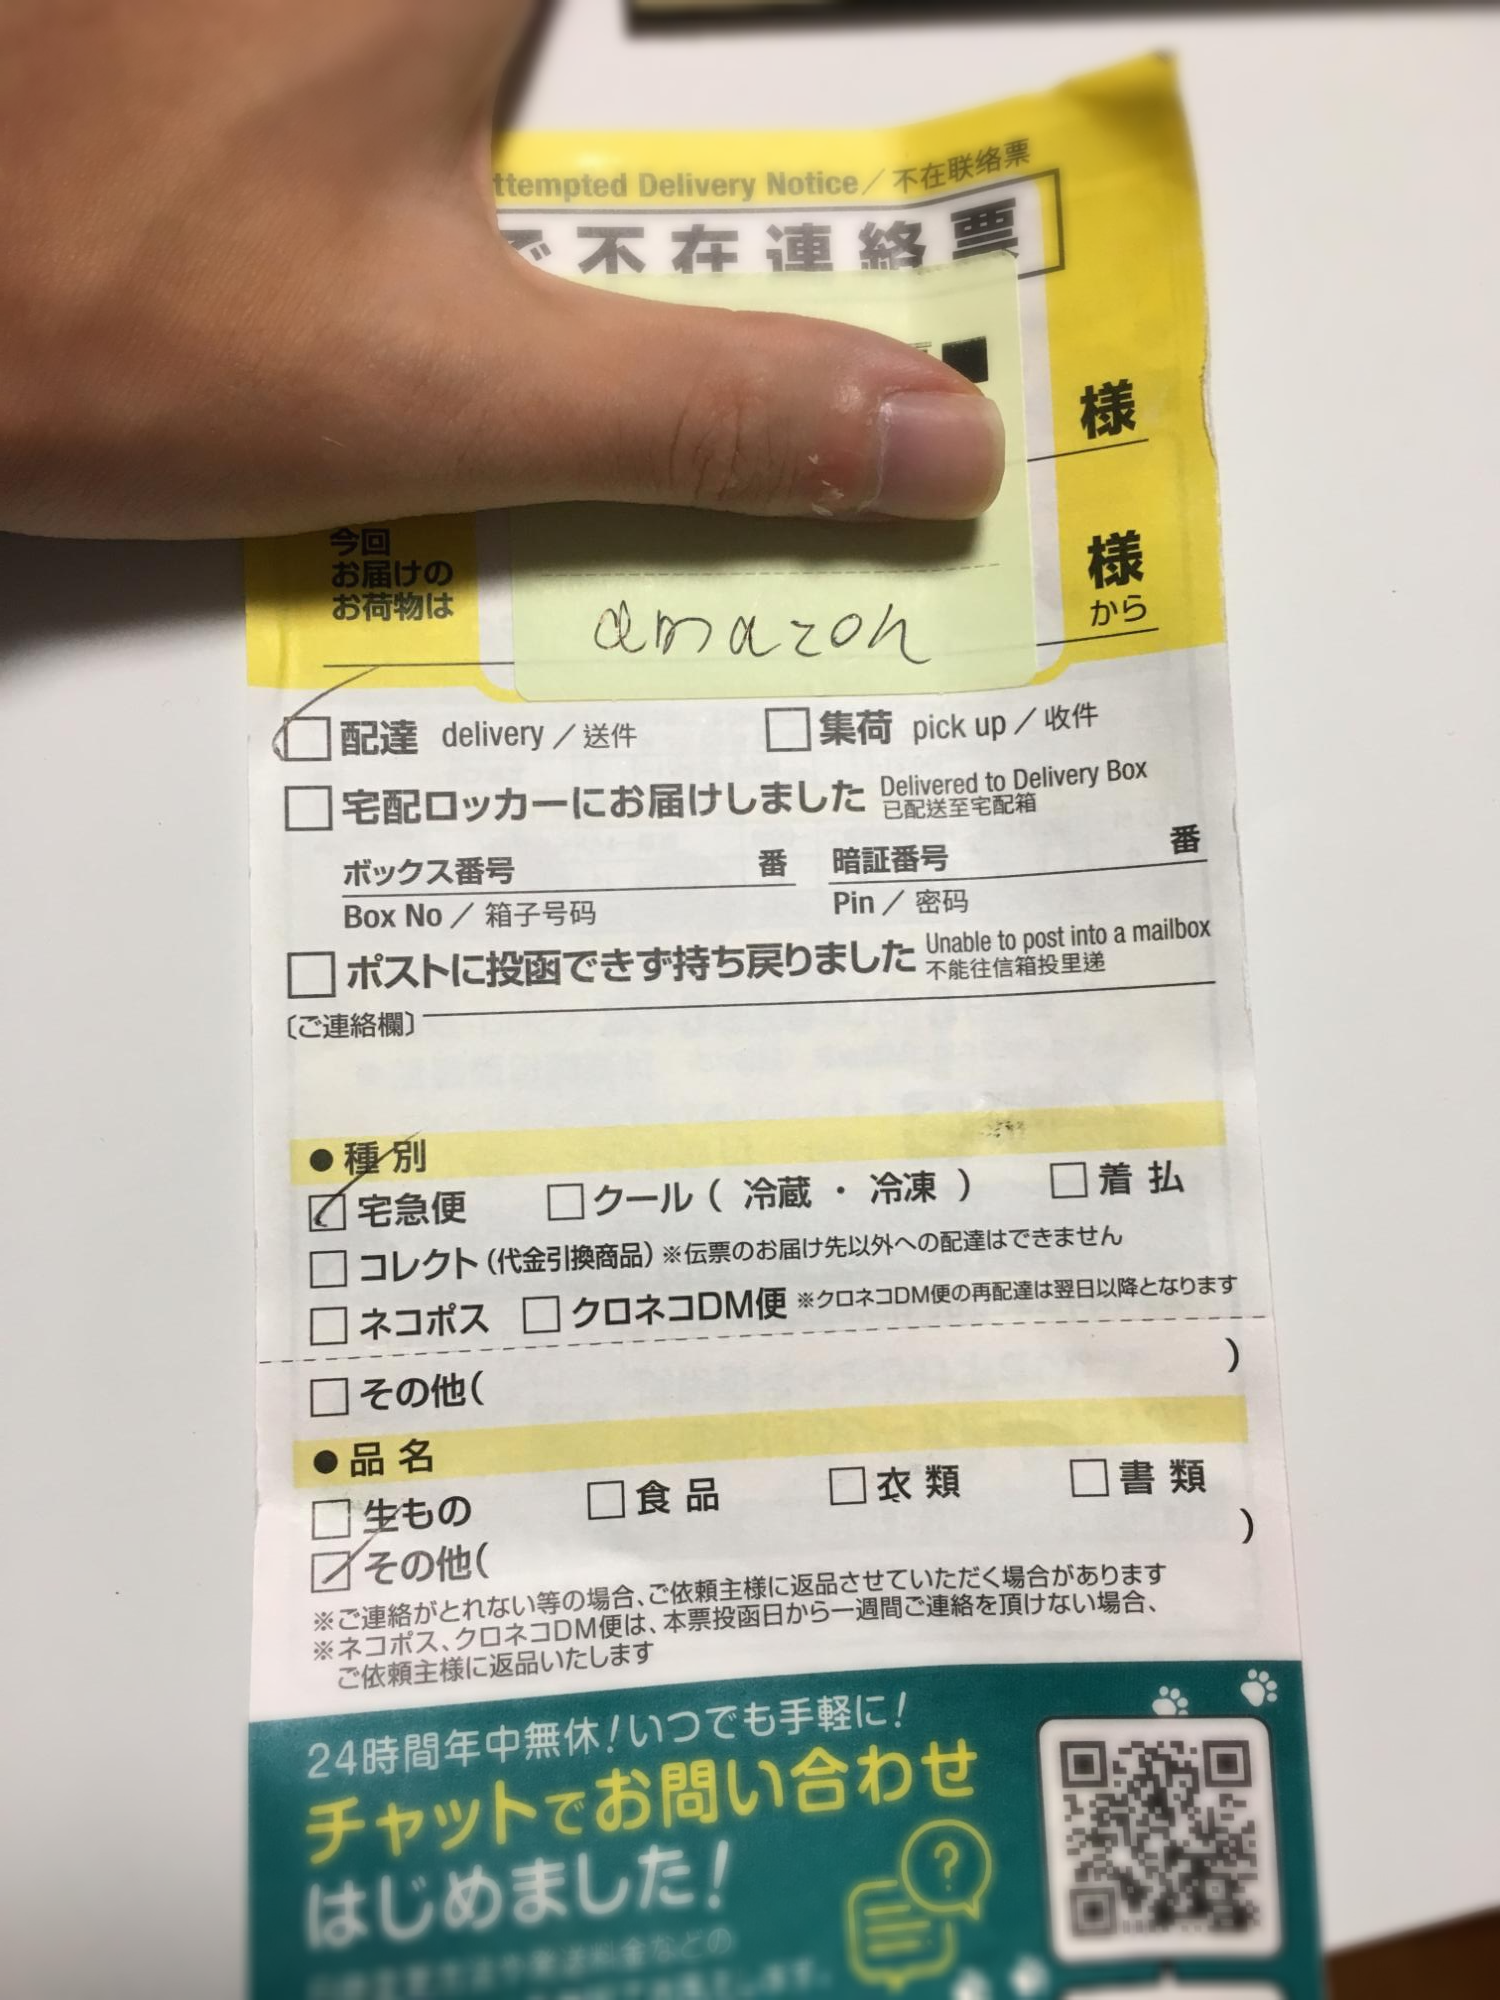 ttempted Delivery Notice／不在联络票
ご不在連絡票
様
今回
お届けの
お荷物は
様
から
amazon
□配達 delivery／送件 □集荷 pick up／收件
□宅配ロッカーにお届けしました Delivered to Delivery Box
已配送至宅配箱
ボックス番号 番 暗証番号 番
Box No／箱子号码 Pin／密码
□ポストに投函できず持ち戻りました Unable to post into a mailbox
不能往信箱投里递
〔ご連絡欄〕
●種別
☑宅急便 □クール（冷蔵・冷凍） □着払
□コレクト（代金引換商品）※伝票のお届け先以外への配達はできません
□ネコポス □クロネコDM便 ※クロネコDM便の再配達は翌日以降となります
□その他( )
●品名
□生もの □食品 □衣類 □書類
☑その他( )
※ご連絡がとれない等の場合、ご依頼主様に返品させていただく場合があります
※ネコポス、クロネコDM便は、本票投函日から一週間ご連絡を頂けない場合、
ご依頼主様に返品いたします
24時間年中無休！いつでも手軽に！
チャットでお問い合わせ
はじめました！